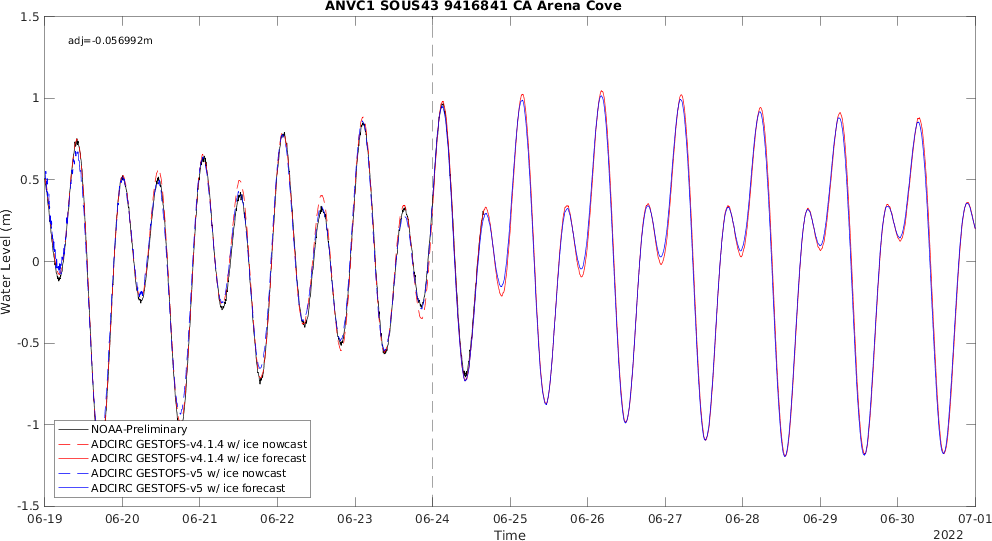 ANVC1 SOUS43 9416841 CA Arena Cove
adj=-0.056992m
1.5
1
0.5
0
-0.5
-1
-1.5
Water Level (m)
NOAA-Preliminary
ADCIRC GESTOFS-v4.1.4 w/ ice nowcast
ADCIRC GESTOFS-v4.1.4 w/ ice forecast
ADCIRC GESTOFS-v5 w/ ice nowcast
ADCIRC GESTOFS-v5 w/ ice forecast
06-19 06-20 06-21 06-22 06-23 06-24 06-25 06-26 06-27 06-28 06-29 06-30 07-01
Time
2022